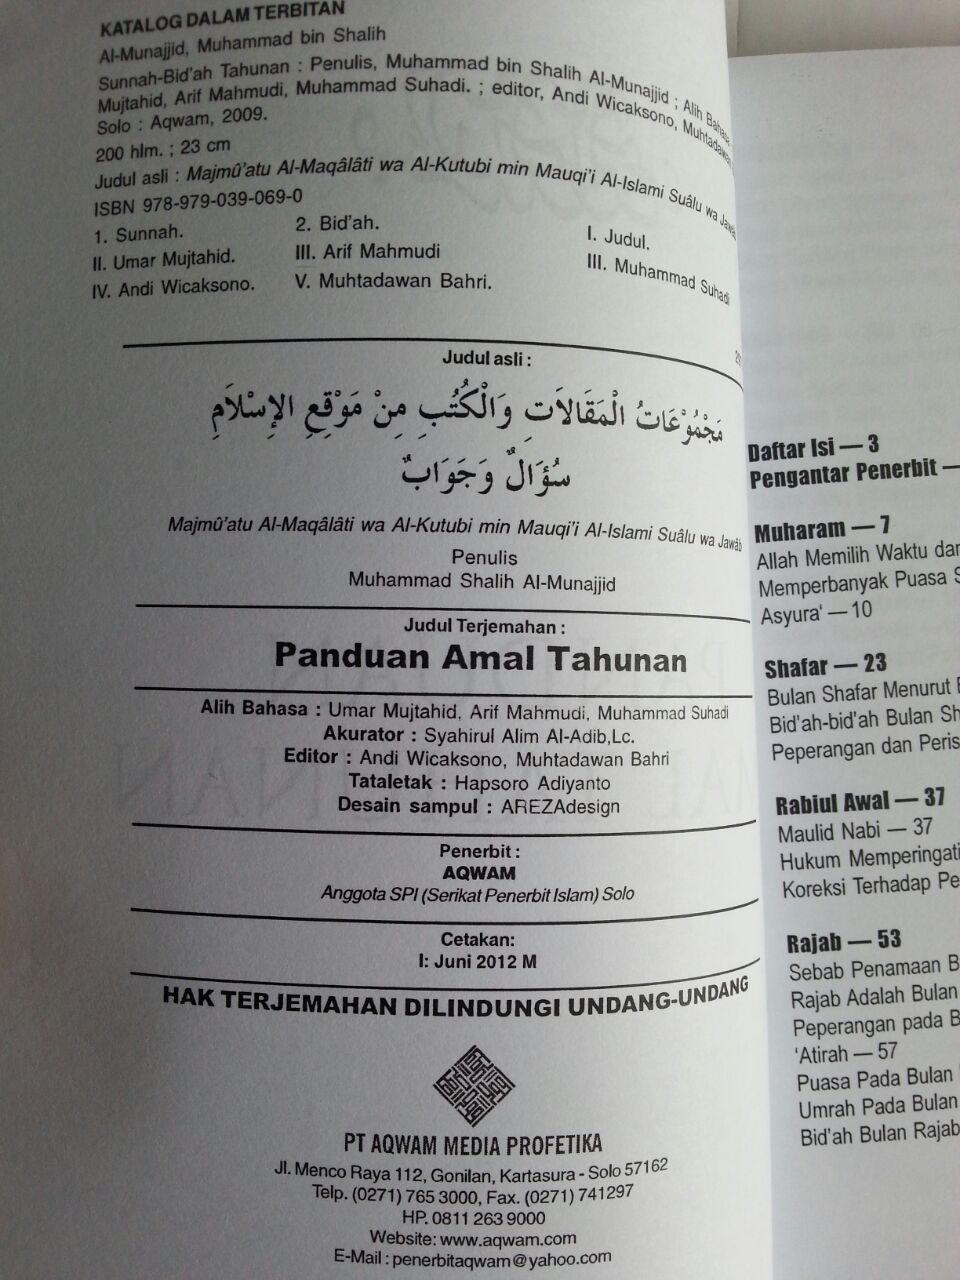 KATALOG DALAM TERBITAN
Al-Munajjid, Muhammad bin Shalih
Sunnah-Bid'ah Tahunan : Penulis, Muhammad bin Shalih Al-Munajjid ; Alih Bahasa,
Mujtahid, Arif Mahmudi, Muhammad Suhadi. ; editor, Andi Wicaksono, Muhtadawan
Solo : Aqwam, 2009.
200 hlm. ; 23 cm
Judul asli : Majmû'atu Al-Maqâlâti wa Al-Kutubi min Mauqi'i Al-Islami Suâlu wa Jawâb
ISBN 978-979-039-069-0
1. Sunnah. 2. Bid'ah. I. Judul.
II. Umar Mujtahid. III. Arif Mahmudi III. Muhammad Suhadi
IV. Andi Wicaksono. V. Muhtadawan Bahri.
Judul asli :
مَجْمُوْعَاتُ الْمَقَالَاتِ وَالْكُتُبِ مِنْ مَوْقِعِ الإِسْلَامِ
سُؤَالٌ وَجَوَابٌ
Majmû'atu Al-Maqâlâti wa Al-Kutubi min Mauqi'i Al-Islami Suâlu wa Jawâb
Penulis
Muhammad Shalih Al-Munajjid
Judul Terjemahan :
Panduan Amal Tahunan
Alih Bahasa : Umar Mujtahid, Arif Mahmudi, Muhammad Suhadi
Akurator : Syahirul Alim Al-Adib,Lc.
Editor : Andi Wicaksono, Muhtadawan Bahri
Tataletak : Hapsoro Adiyanto
Desain sampul : AREZAdesign
Penerbit :
AQWAM
Anggota SPI (Serikat Penerbit Islam) Solo
Cetakan:
I: Juni 2012 M
HAK TERJEMAHAN DILINDUNGI UNDANG-UNDANG
PT AQWAM MEDIA PROFETIKA
Jl. Menco Raya 112, Gonilan, Kartasura - Solo 57162
Telp. (0271) 765 3000, Fax. (0271) 741297
HP. 0811 263 9000
Website: www.aqwam.com
E-Mail : penerbitaqwam@yahoo.com
Daftar Isi — 3
Pengantar Penerbit —
Muharam — 7
Allah Memilih Waktu dan
Memperbanyak Puasa S
Asyura' — 10
Shafar — 23
Bulan Shafar Menurut
Bid'ah-bid'ah Bulan Sh
Peperangan dan Peris
Rabiul Awal — 37
Maulid Nabi — 37
Hukum Memperingati
Koreksi Terhadap Pe
Rajab — 53
Sebab Penamaan B
Rajab Adalah Bulan
Peperangan pada B
'Atirah — 57
Puasa Pada Bulan
Umrah Pada Bulan
Bid'ah Bulan Rajab